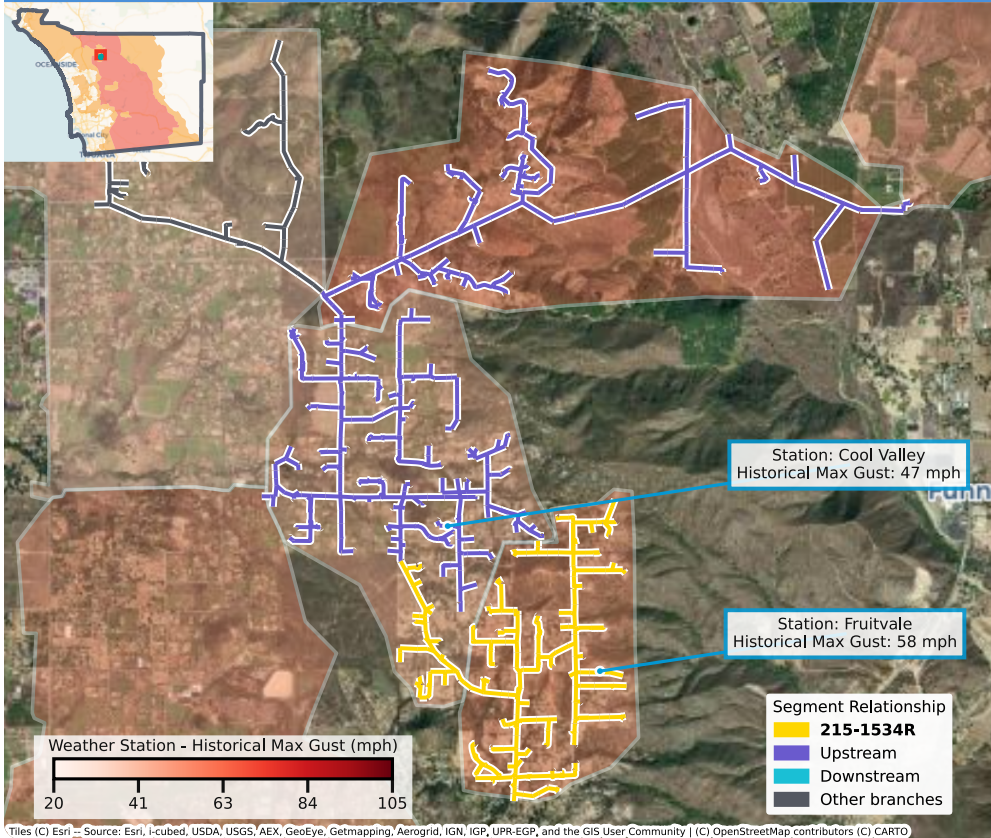 OCEANSIDE
Station: Cool Valley
Historical Max Gust: 47 mph
Station: Fruitvale
Historical Max Gust: 58 mph
Segment Relationship
215-1534R
Upstream
Downstream
Other branches
Weather Station - Historical Max Gust (mph)
20 41 63 84 105
Tiles (C) Esri -- Source: Esri, i-cubed, USDA, USGS, AEX, GeoEye, Getmapping, Aerogrid, IGN, IGP, UPR-EGP, and the GIS User Community | (C) OpenStreetMap contributors (C) CARTO